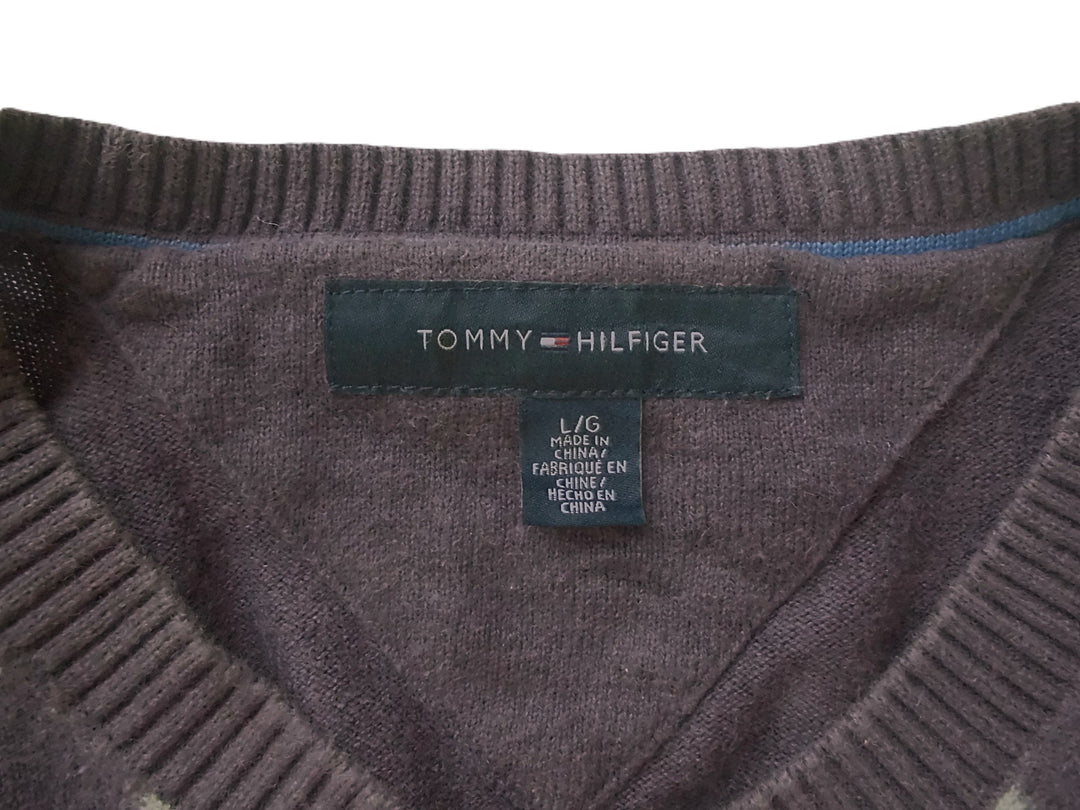 TOMMY HILFIGER
L/G
MADE IN
CHINA/
FABRIQUÉ EN
CHINE/
HECHO EN
CHINA